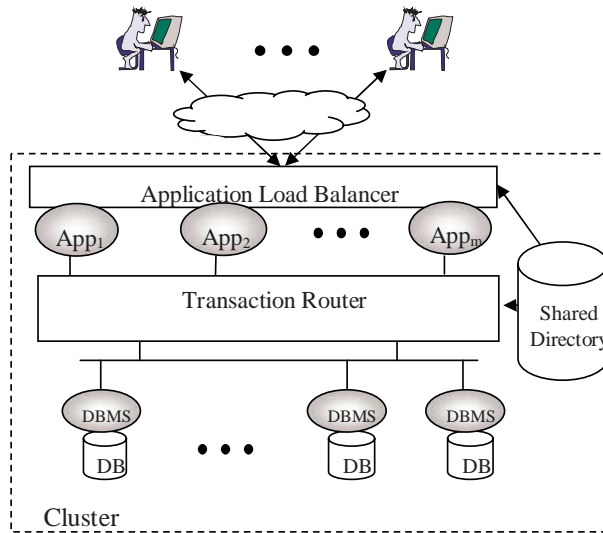 Application Load Balancer
App1 App2 Appm
Transaction Router
Shared
Directory
DBMS DBMS DBMS
DB DB DB
Cluster